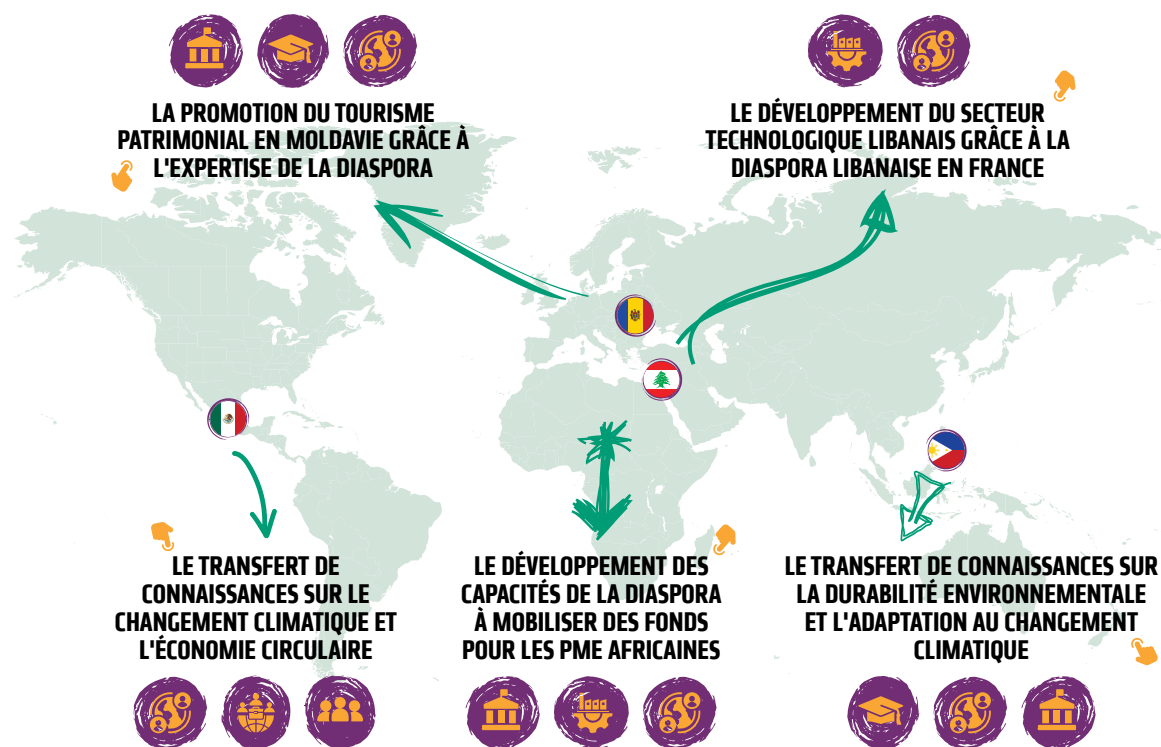 LA PROMOTION DU TOURISME
PATRIMONIAL EN MOLDAVIE GRÂCE À
L'EXPERTISE DE LA DIASPORA
LE DÉVELOPPEMENT DU SECTEUR
TECHNOLOGIQUE LIBANAIS GRÂCE À LA
DIASPORA LIBANAISE EN FRANCE
LE TRANSFERT DE
CONNAISSANCES SUR LE
CHANGEMENT CLIMATIQUE ET
L'ÉCONOMIE CIRCULAIRE
LE DÉVELOPPEMENT DES
CAPACITÉS DE LA DIASPORA
À MOBILISER DES FONDS
POUR LES PME AFRICAINES
LE TRANSFERT DE CONNAISSANCES SUR
LA DURABILITÉ ENVIRONNEMENTALE
ET L'ADAPTATION AU CHANGEMENT
CLIMATIQUE